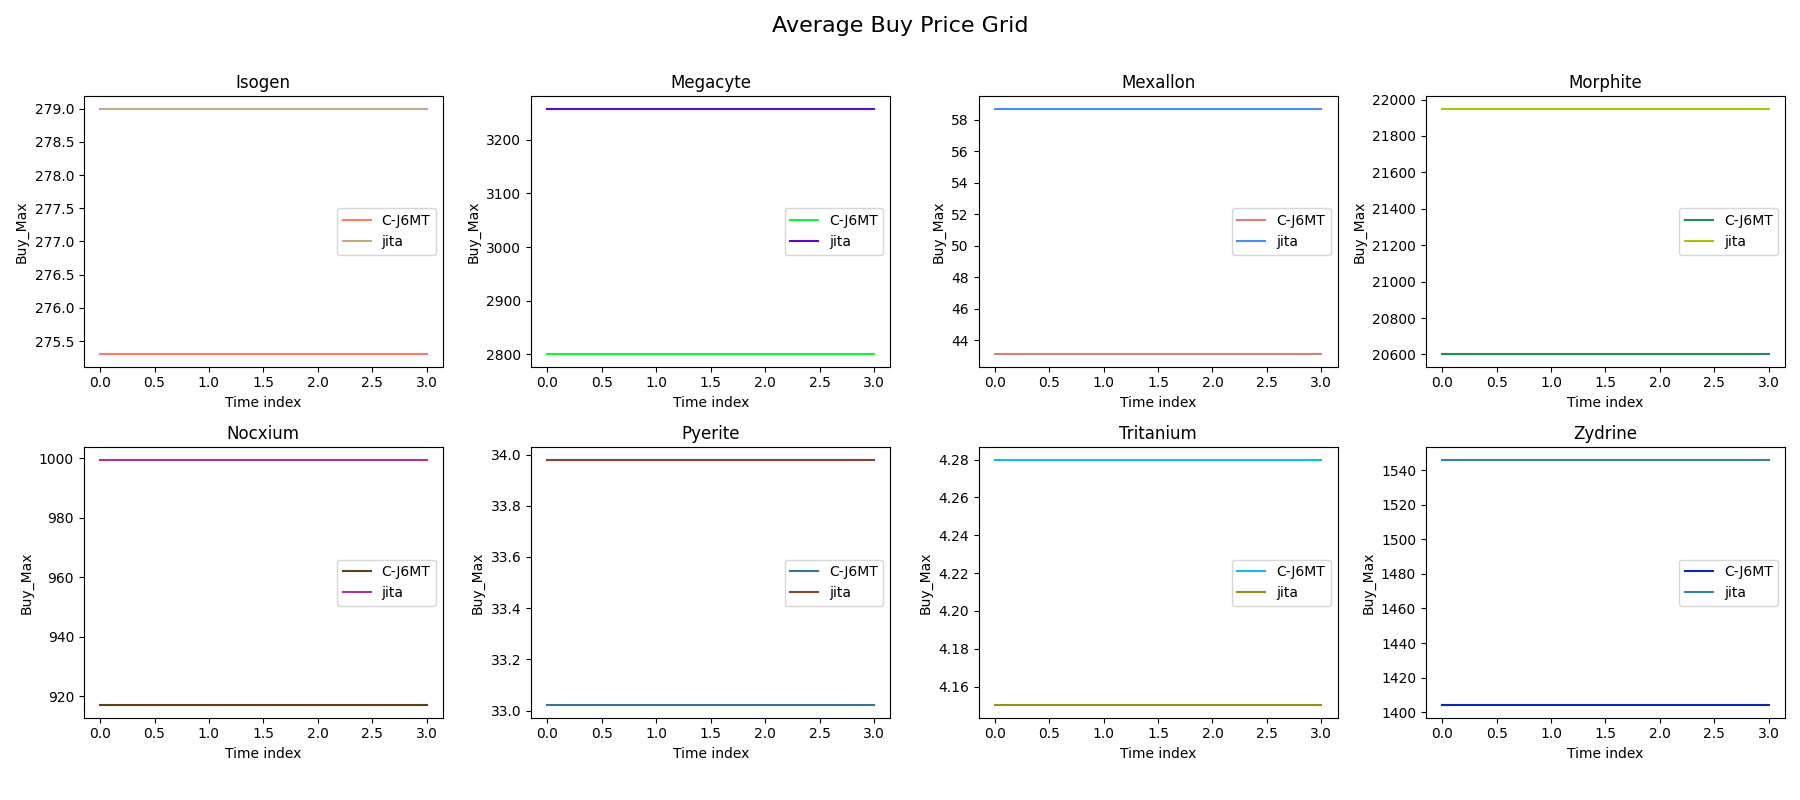 Average Buy Price Grid
Isogen
279.0
278.5
278.0
277.5
277.0
276.5
276.0
275.5
Buy_Max
C-J6MT
jita
0.0 0.5 1.0 1.5 2.0 2.5 3.0
Time index
Megacyte
3200
3100
3000
2900
2800
Buy_Max
C-J6MT
jita
0.0 0.5 1.0 1.5 2.0 2.5 3.0
Time index
Mexallon
58
56
54
52
50
48
46
44
Buy_Max
C-J6MT
jita
0.0 0.5 1.0 1.5 2.0 2.5 3.0
Time index
Morphite
22000
21800
21600
21400
21200
21000
20800
20600
Buy_Max
C-J6MT
jita
0.0 0.5 1.0 1.5 2.0 2.5 3.0
Time index
Nocxium
1000
980
960
940
920
Buy_Max
C-J6MT
jita
0.0 0.5 1.0 1.5 2.0 2.5 3.0
Time index
Pyerite
34.0
33.8
33.6
33.4
33.2
33.0
Buy_Max
C-J6MT
jita
0.0 0.5 1.0 1.5 2.0 2.5 3.0
Time index
Tritanium
4.28
4.26
4.24
4.22
4.20
4.18
4.16
Buy_Max
C-J6MT
jita
0.0 0.5 1.0 1.5 2.0 2.5 3.0
Time index
Zydrine
1540
1520
1500
1480
1460
1440
1420
1400
Buy_Max
C-J6MT
jita
0.0 0.5 1.0 1.5 2.0 2.5 3.0
Time index